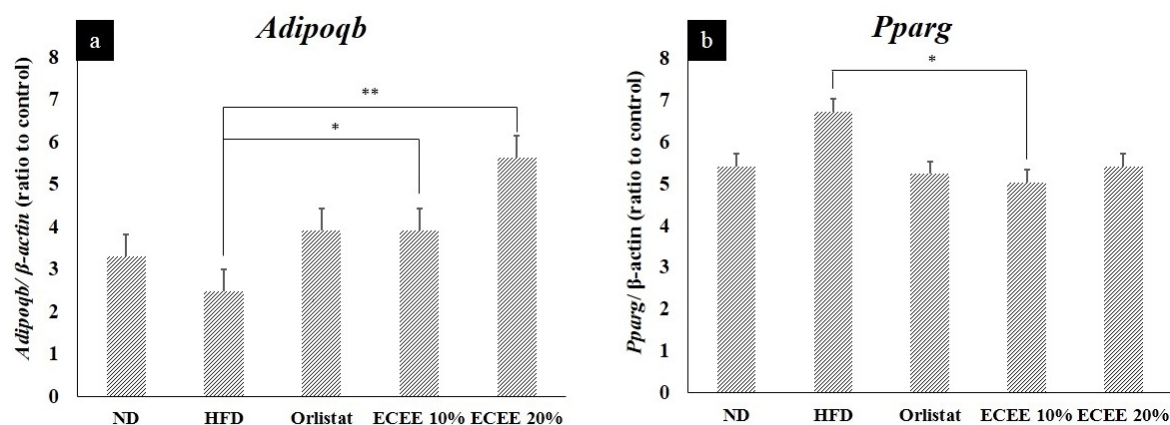 a
Adipoqb
Adipoqb/ β-actin (ratio to control)
8
7
6
5
4
3
2
1
0
**
*
ND HFD Orlistat ECEE 10% ECEE 20%
b
Pparg
Pparg/ β-actin (ratio to control)
8
7
6
5
4
3
2
1
0
*
ND HFD Orlistat ECEE 10% ECEE 20%